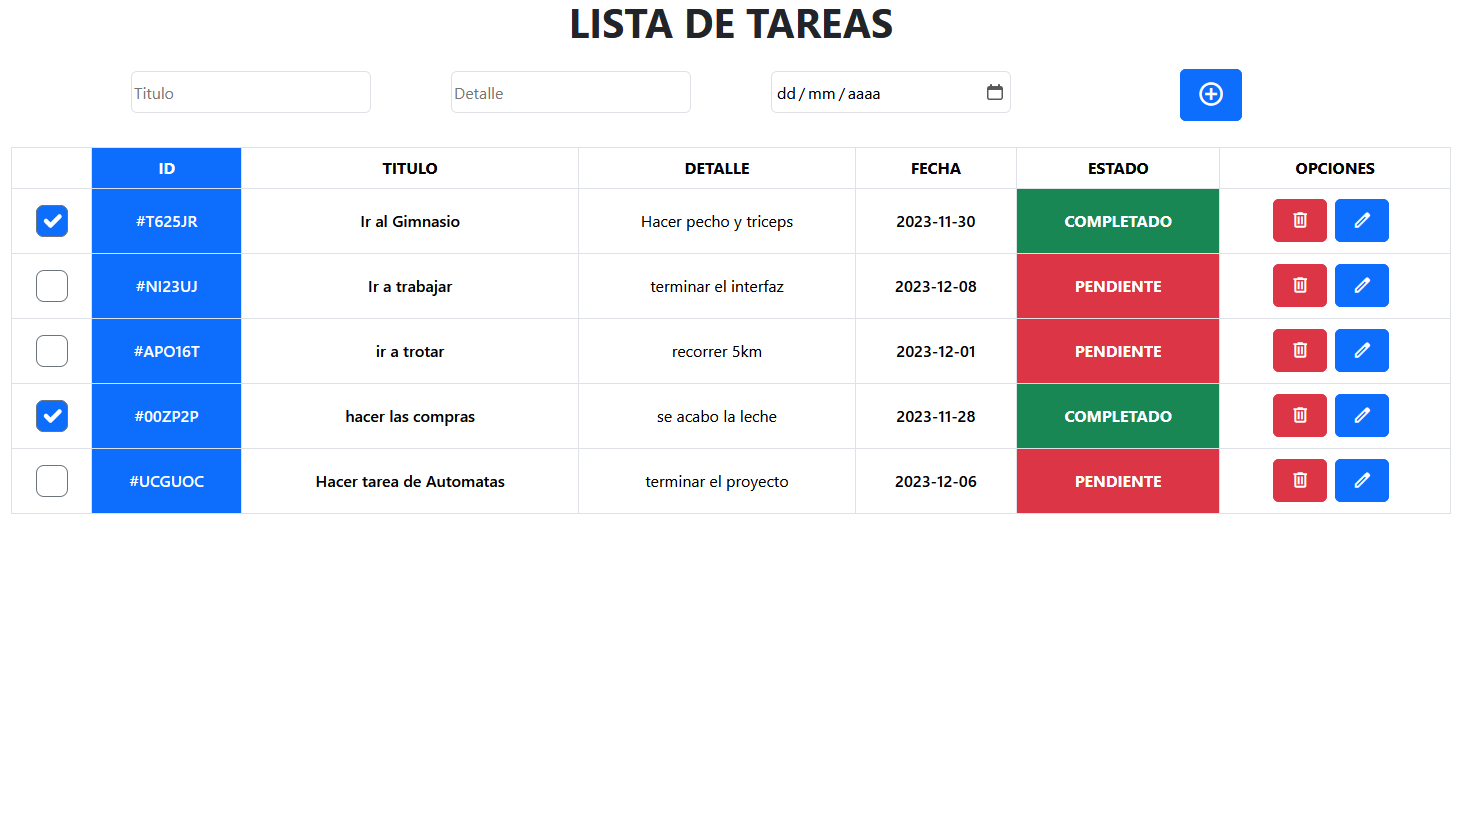 LISTA DE TAREAS
Titulo Detalle dd/mm/aaaa
ID TITULO DETALLE FECHA ESTADO OPCIONES
#T625JR Ir al Gimnasio Hacer pecho y triceps 2023-11-30 COMPLETADO
#NI23UJ Ir a trabajar terminar el interfaz 2023-12-08 PENDIENTE
#APO16T ir a trotar recorrer 5km 2023-12-01 PENDIENTE
#00ZP2P hacer las compras se acabo la leche 2023-11-28 COMPLETADO
#UCGUOC Hacer tarea de Automatas terminar el proyecto 2023-12-06 PENDIENTE